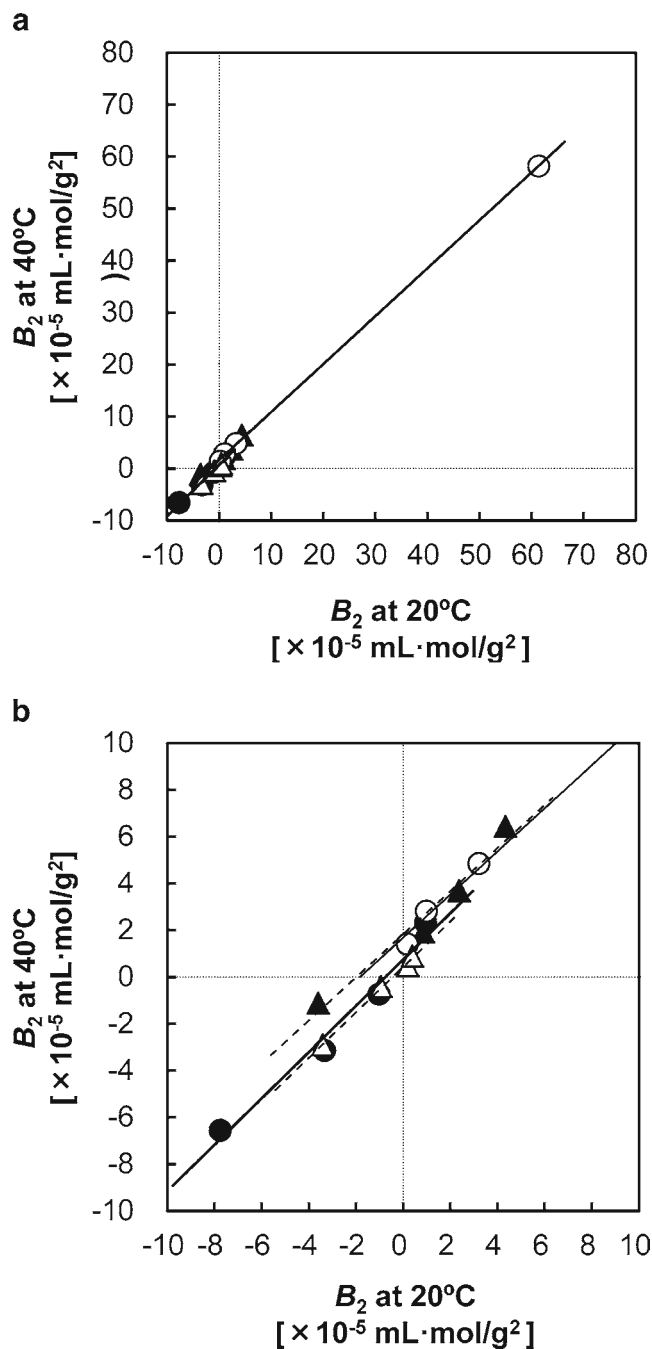 a
80
70
60
50
40
30
20
10
0
-10
B₂ at 40ºC
[×10⁻⁵ mL·mol/g²]
)
-10 0 10 20 30 40 50 60 70 80
B₂ at 20ºC
[×10⁻⁵ mL·mol/g²]
b
10
8
6
4
2
0
-2
-4
-6
-8
-10
B₂ at 40ºC
[×10⁻⁵ mL·mol/g²]
-10 -8 -6 -4 -2 0 2 4 6 8 10
B₂ at 20ºC
[×10⁻⁵ mL·mol/g²]